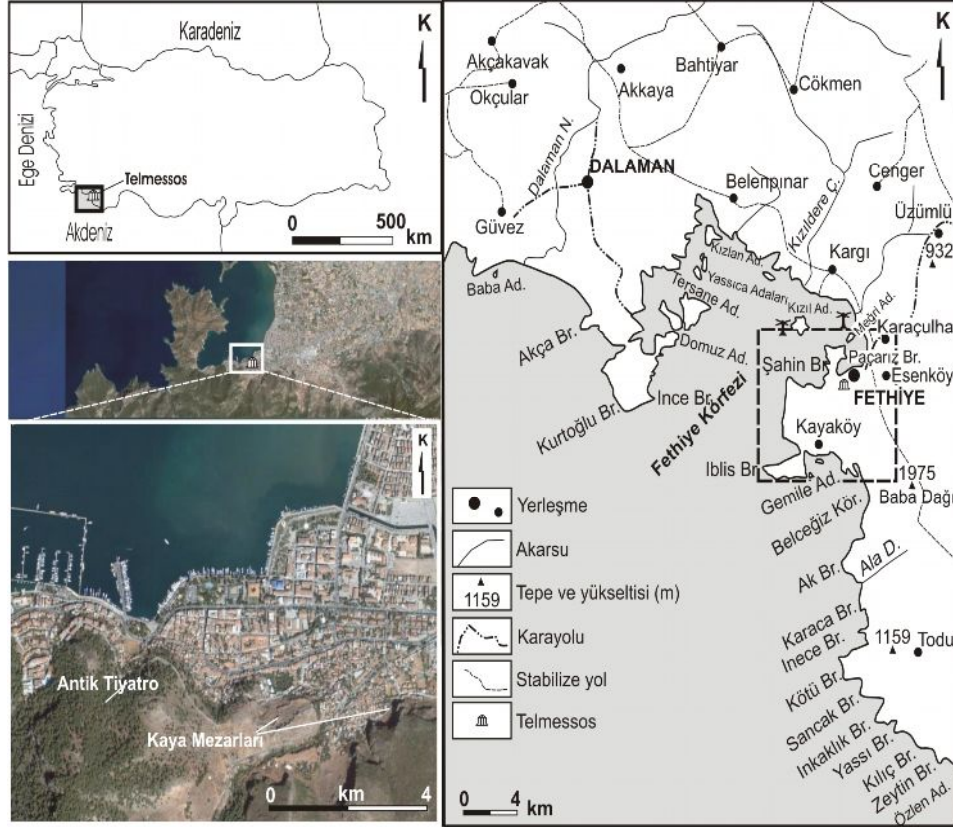 Karadeniz
K
Ege Denizi
Telmessos
Akdeniz
0 500
km
K
Antik Tiyatro
Kaya Mezarları
0 km 4
K
Akçakavak
Okçular
Akkaya
Bahtiyar
Cökmen
Dalaman N.
DALAMAN
Belenpınar
Kızıldere Ç.
Cenger
Güvez
Üzümlü
932
Kargı
Baba Ad.
Kızlan Ad.
Yassıca Adaları
Tersane Ad.
Kızıl Ad.
Meğri Ad.
Karaçulha
Akça Br.
Domuz Ad.
Şahin Br.
Paçarız Br.
Esenköy
FETHİYE
Ince Br.
Kurtoğlu Br.
Fethiye Körfezi
Kayaköy
Iblis Br.
Gemile Ad.
1975
Baba Dağı
Belceğiz Kör.
Ak Br.
Ala D.
Karaca Br.
Inece Br.
1159
Todu
Kötü Br.
Sancak Br.
Inkaklık Br.
Yassı Br.
Kılıç Br.
Zeytin Br.
Özlen Ad.
Yerleşme
Akarsu
1159
Tepe ve yükseltisi (m)
Karayolu
Stabilize yol
Telmessos
0 4
km